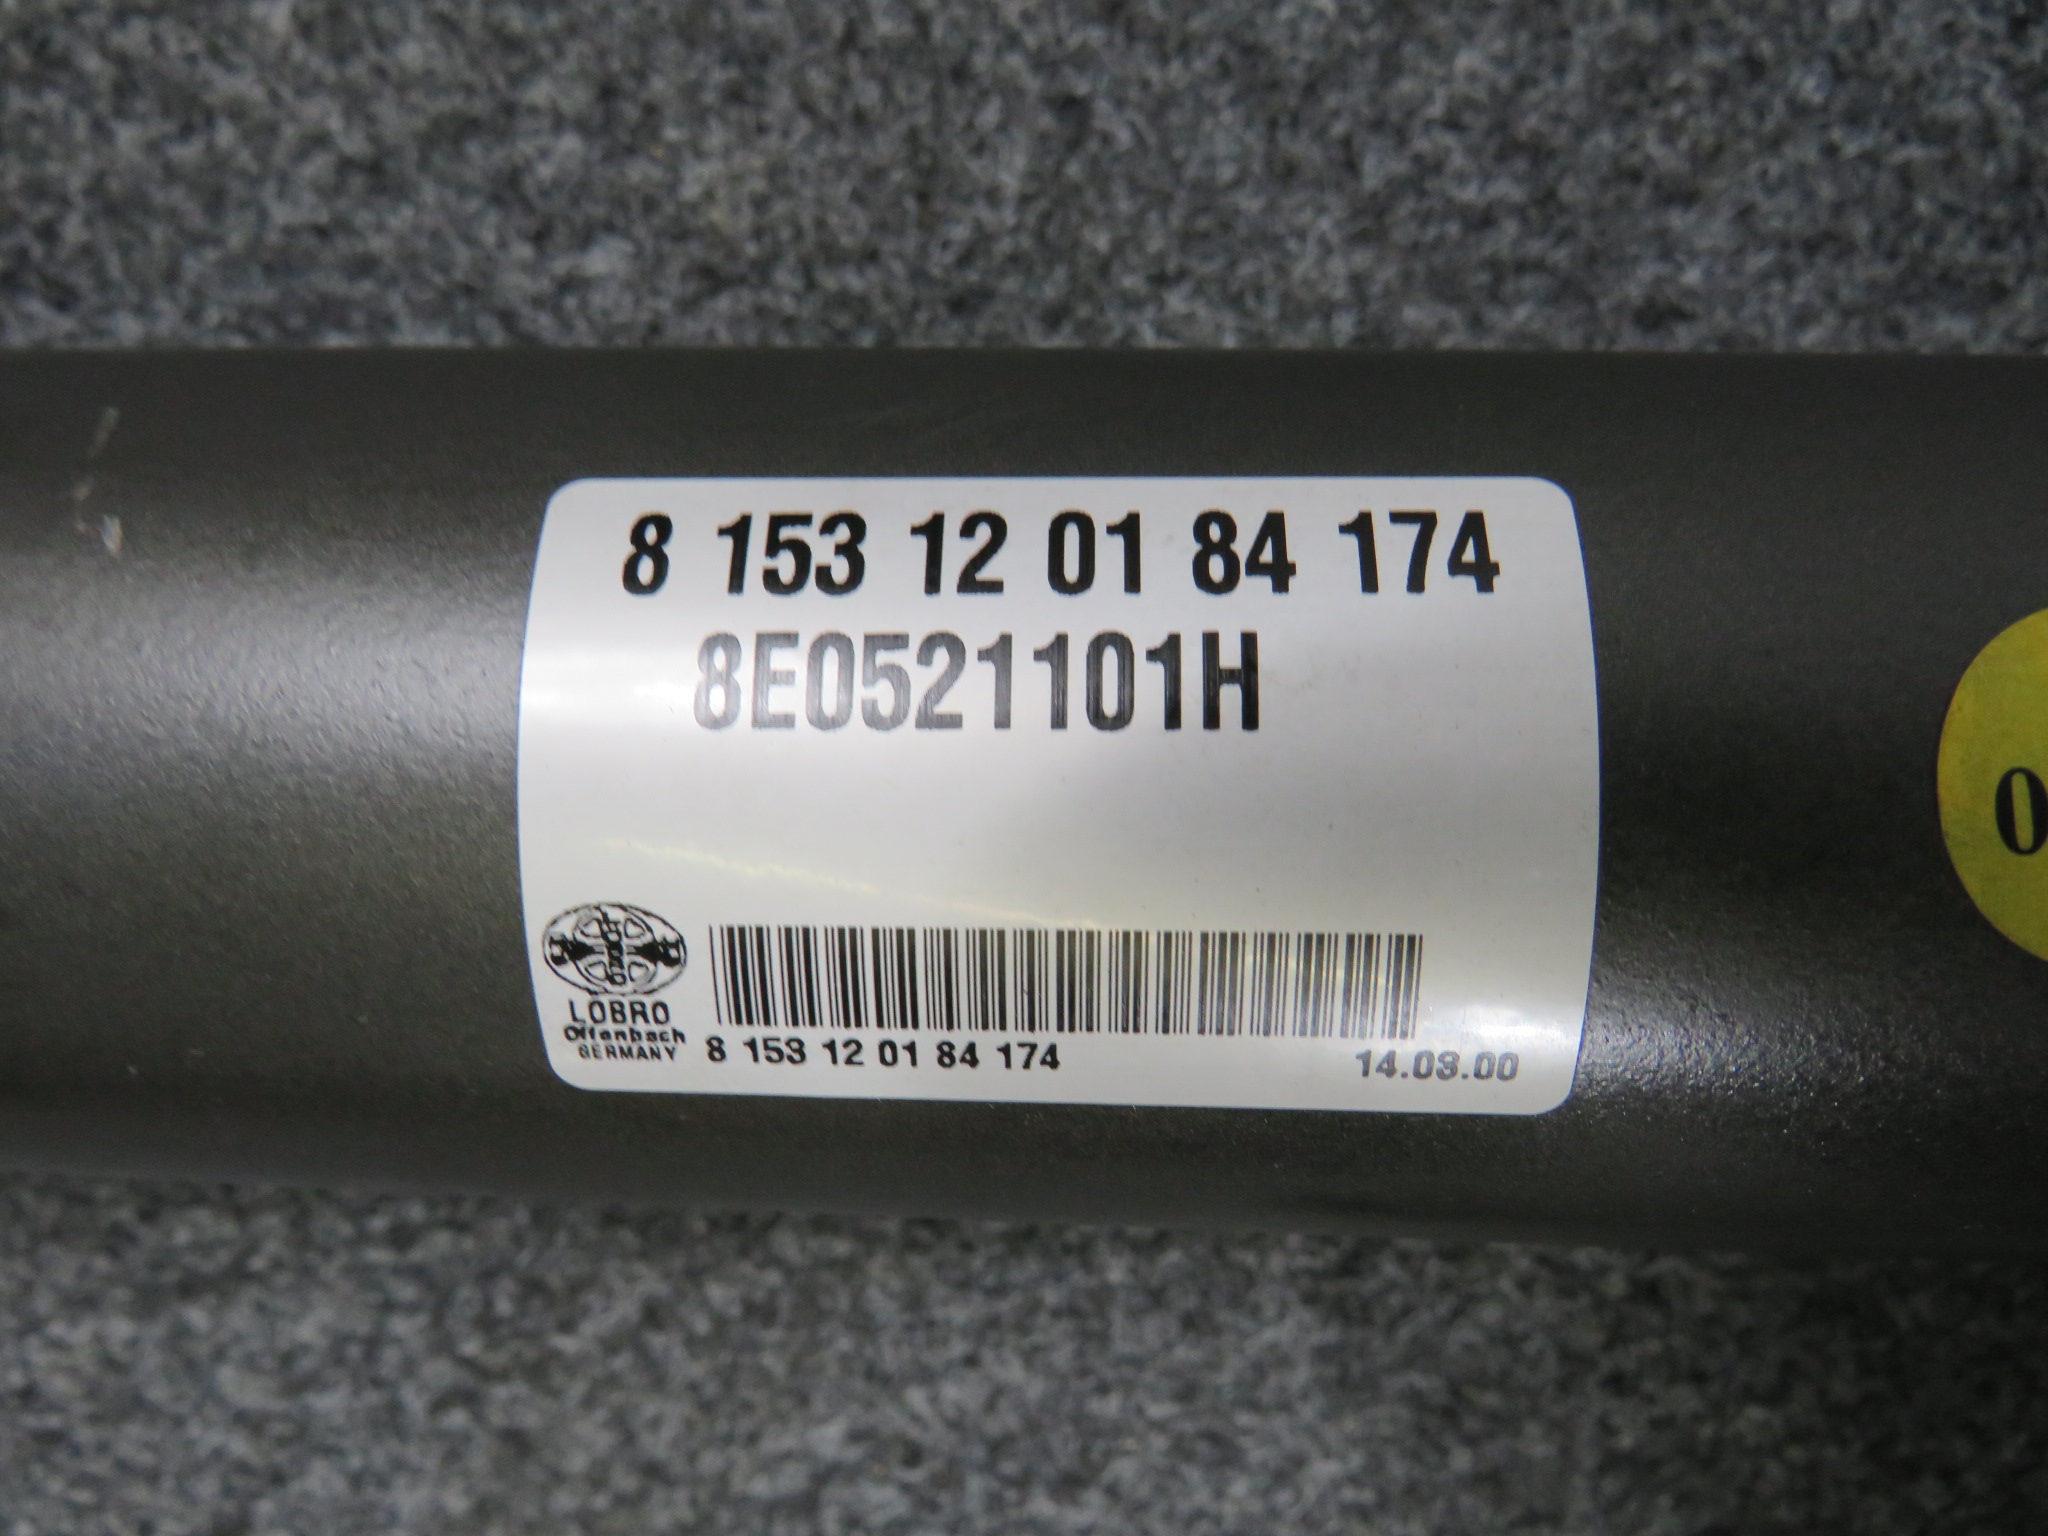 8 153 12 01 84 174
8E0521101H
LOBRO
Offenbach
GERMANY
8 153 12 01 84 174
14.03.00
0